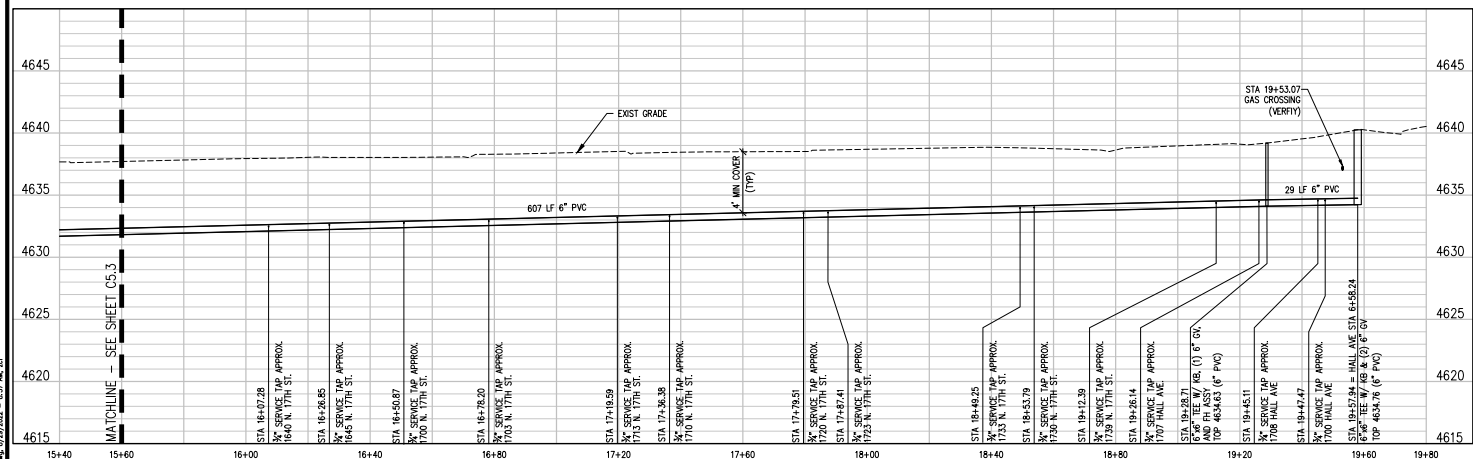 4645
4645
4640
4640
4635
4635
4630
4630
4625
4625
4620
4620
4615
4615
EXIST GRADE
STA 19+53.07
GAS CROSSING
(VERFIY)
4' MIN COVER
(TYP)
607 LF 6" PVC
29 LF 6" PVC
MATCHLINE - SEE SHEET C5.3
STA 16+07.28
¾" SERVICE TAP APPROX.
1640 N. 17TH ST.
STA 16+26.85
¾" SERVICE TAP APPROX.
1645 N. 17TH ST.
STA 16+50.87
¾" SERVICE TAP APPROX.
1700 N. 17TH ST.
STA 16+78.20
¾" SERVICE TAP APPROX.
1703 N. 17TH ST.
STA 17+19.59
¾" SERVICE TAP APPROX.
1713 N. 17TH ST.
STA 17+36.38
¾" SERVICE TAP APPROX.
1710 N. 17TH ST.
STA 17+79.51
¾" SERVICE TAP APPROX.
1720 N. 17TH ST.
STA 17+87.41
¾" SERVICE TAP APPROX.
1723 N. 17TH ST.
STA 18+49.25
¾" SERVICE TAP APPROX.
1733 N. 17TH ST.
STA 18+53.79
¾" SERVICE TAP APPROX.
1730 N. 17TH ST.
STA 19+12.39
¾" SERVICE TAP APPROX.
1739 N. 17TH ST.
STA 19+26.14
¾" SERVICE TAP APPROX.
1707 HALL AVE.
STA 19+28.71
6"x6" TEE W/ KB, (1) 6" GV,
AND FH ASSY
TOP 4634.63 (6" PVC)
STA 19+45.11
¾" SERVICE TAP APPROX.
1708 HALL AVE
STA 19+47.47
¾" SERVICE TAP APPROX.
1700 HALL AVE
STA 19+57.94 = HALL AVE STA 6+58.24
6"x6" TEE W/ KB & (2) 6" GV
TOP 4634.76 (6" PVC)
15+40
15+60
16+00
16+20
16+40
16+60
17+20
17+60
18+00
18+40
18+80
19+20
19+60
19+80